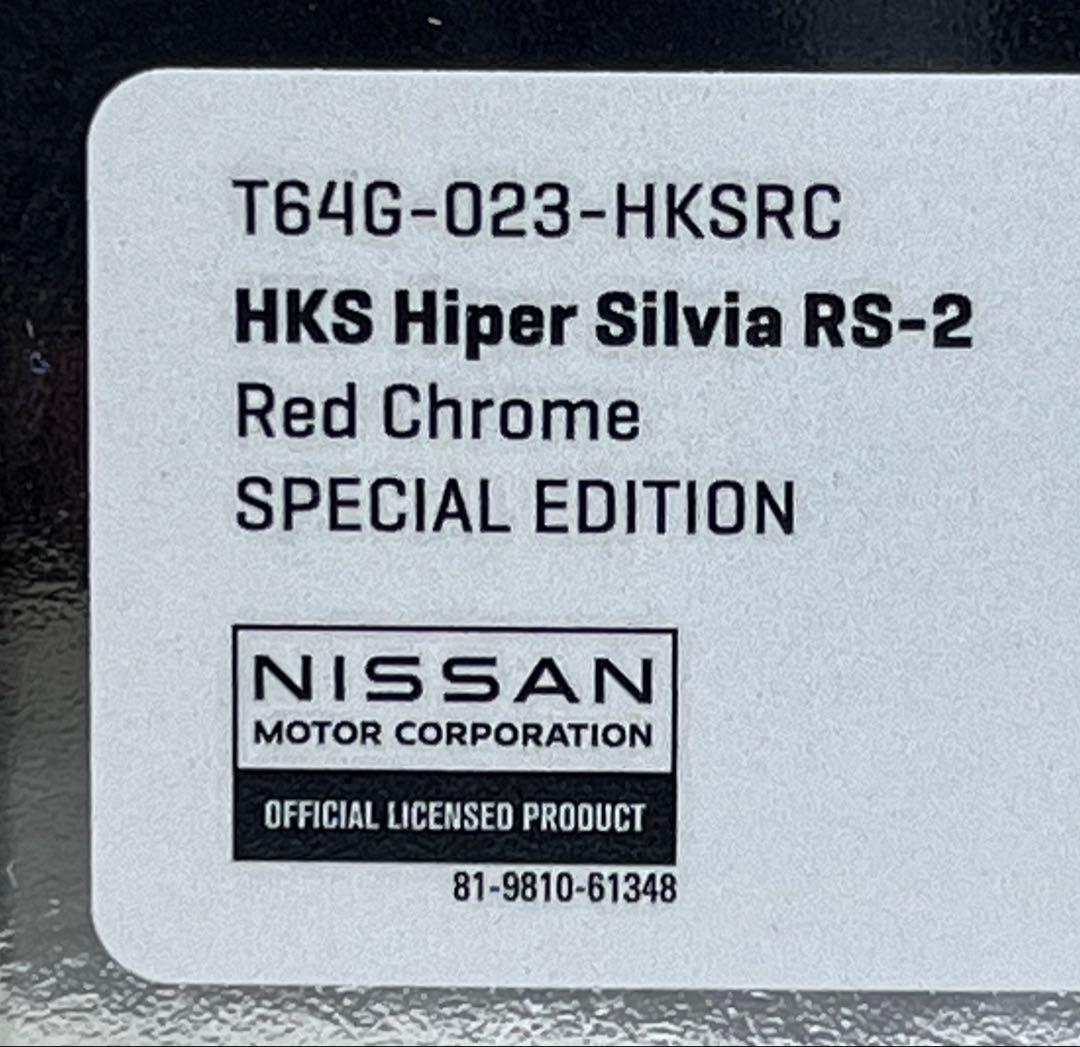 T64G-023-HKSRC
HKS Hiper Silvia RS-2
Red Chrome
SPECIAL EDITION
NISSAN
MOTOR CORPORATION
OFFICIAL LICENSED PRODUCT
81-9810-61348